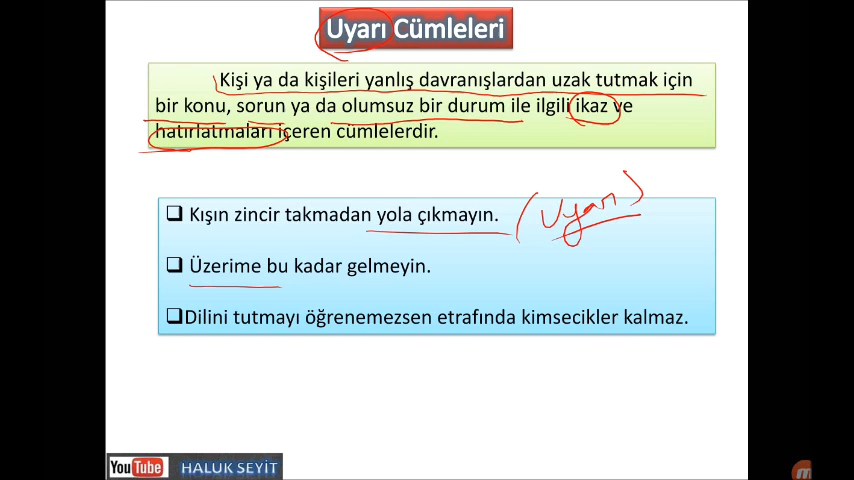 Uyarı Cümleleri
Kişi ya da kişileri yanlış davranışlardan uzak tutmak için
bir konu, sorun ya da olumsuz bir durum ile ilgili ikaz ve
hatırlatmaları içeren cümlelerdir.
Kışın zincir takmadan yola çıkmayın. (Uyarı)
Üzerime bu kadar gelmeyin.
Dilini tutmayı öğrenemezsen etrafında kimsecikler kalmaz.
YouTube HALUK SEYİT